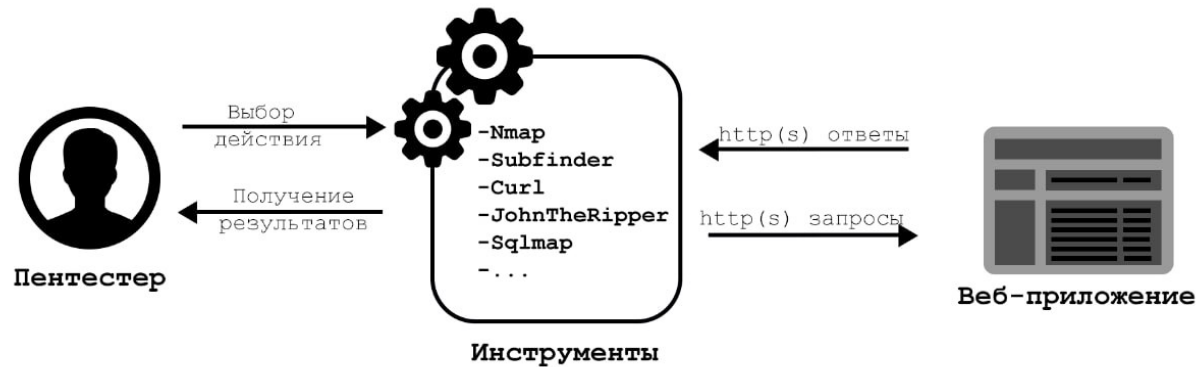 Выбор
действия
Получение
результатов
Пентестер
-Nmap
-Subfinder
-Curl
-JohnTheRipper
-Sqlmap
-...
Инструменты
http(s) ответы
http(s) запросы
Веб-приложение